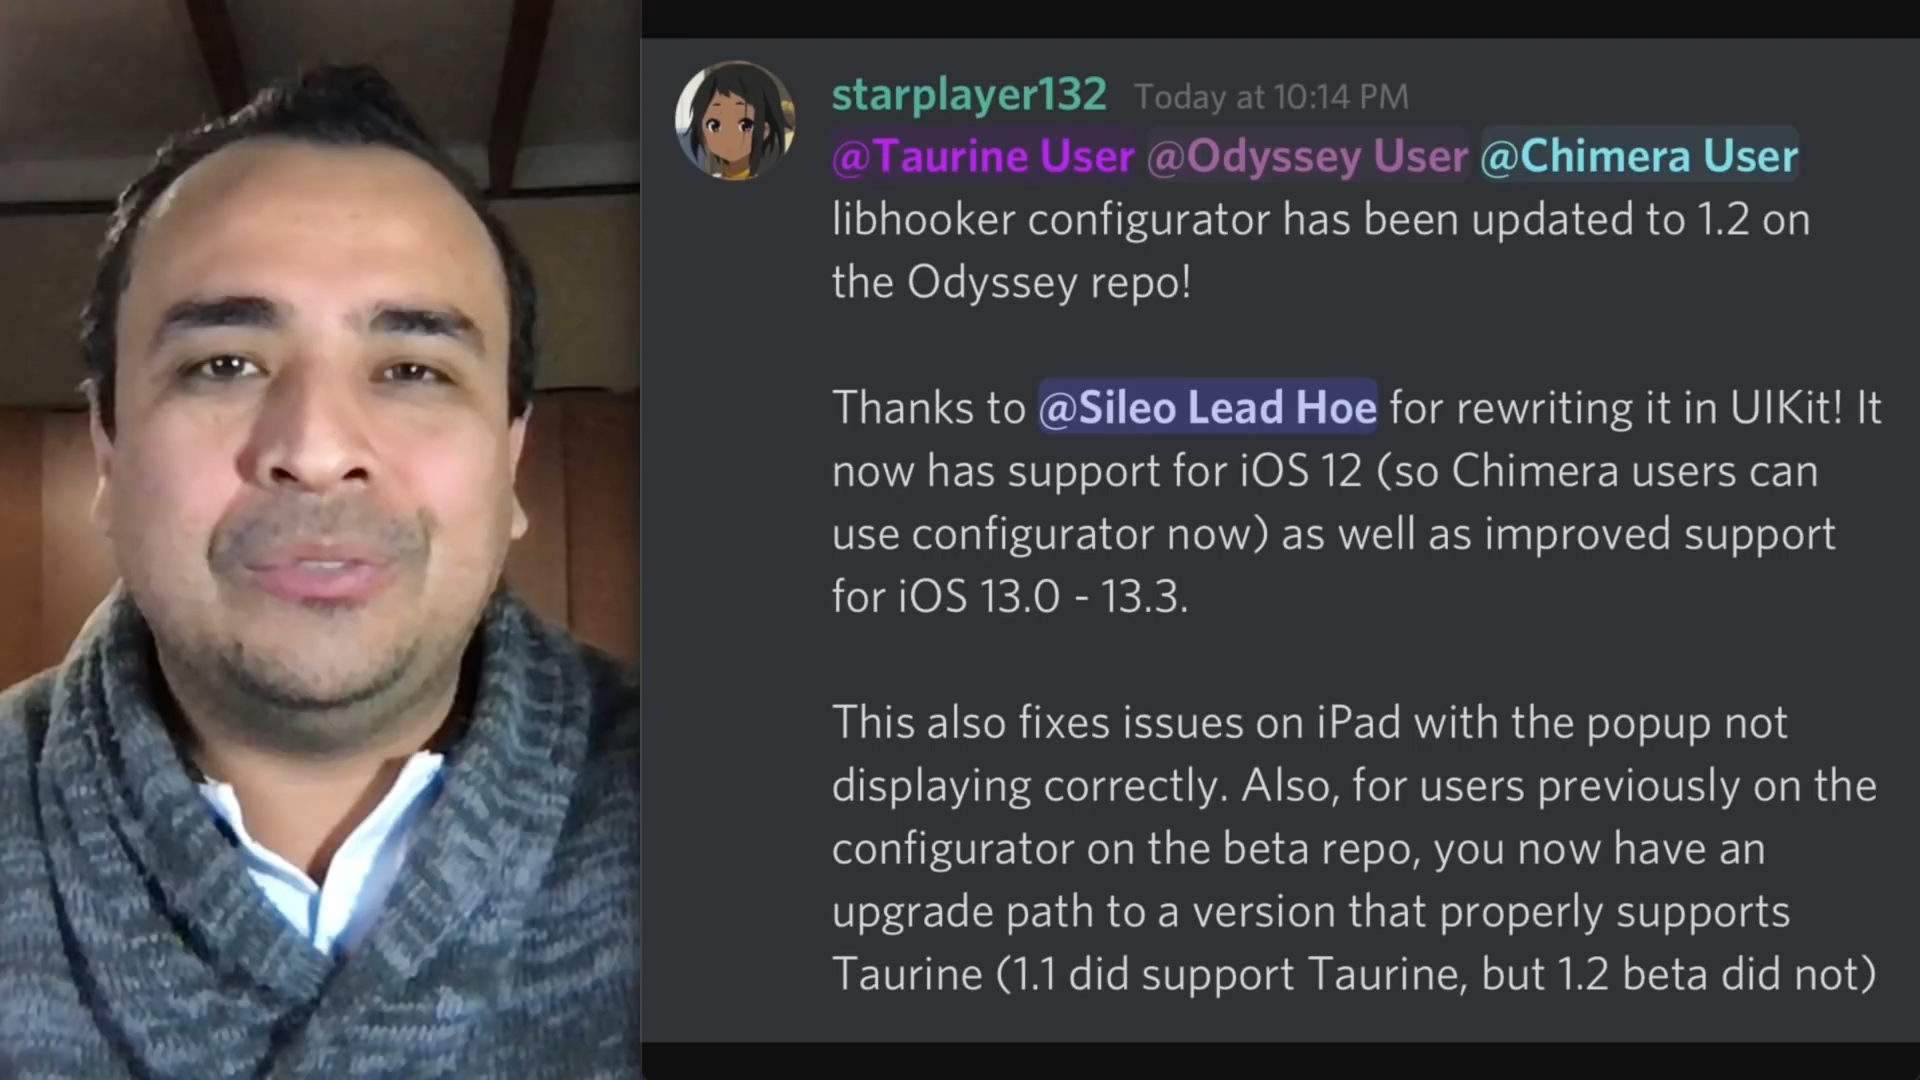 starplayer132 Today at 10:14 PM
@Taurine User @Odyssey User @Chimera User
libhooker configurator has been updated to 1.2 on
the Odyssey repo!
Thanks to @Sileo Lead Hoe for rewriting it in UIKit! It
now has support for iOS 12 (so Chimera users can
use configurator now) as well as improved support
for iOS 13.0 - 13.3.
This also fixes issues on iPad with the popup not
displaying correctly. Also, for users previously on the
configurator on the beta repo, you now have an
upgrade path to a version that properly supports
Taurine (1.1 did support Taurine, but 1.2 beta did not)